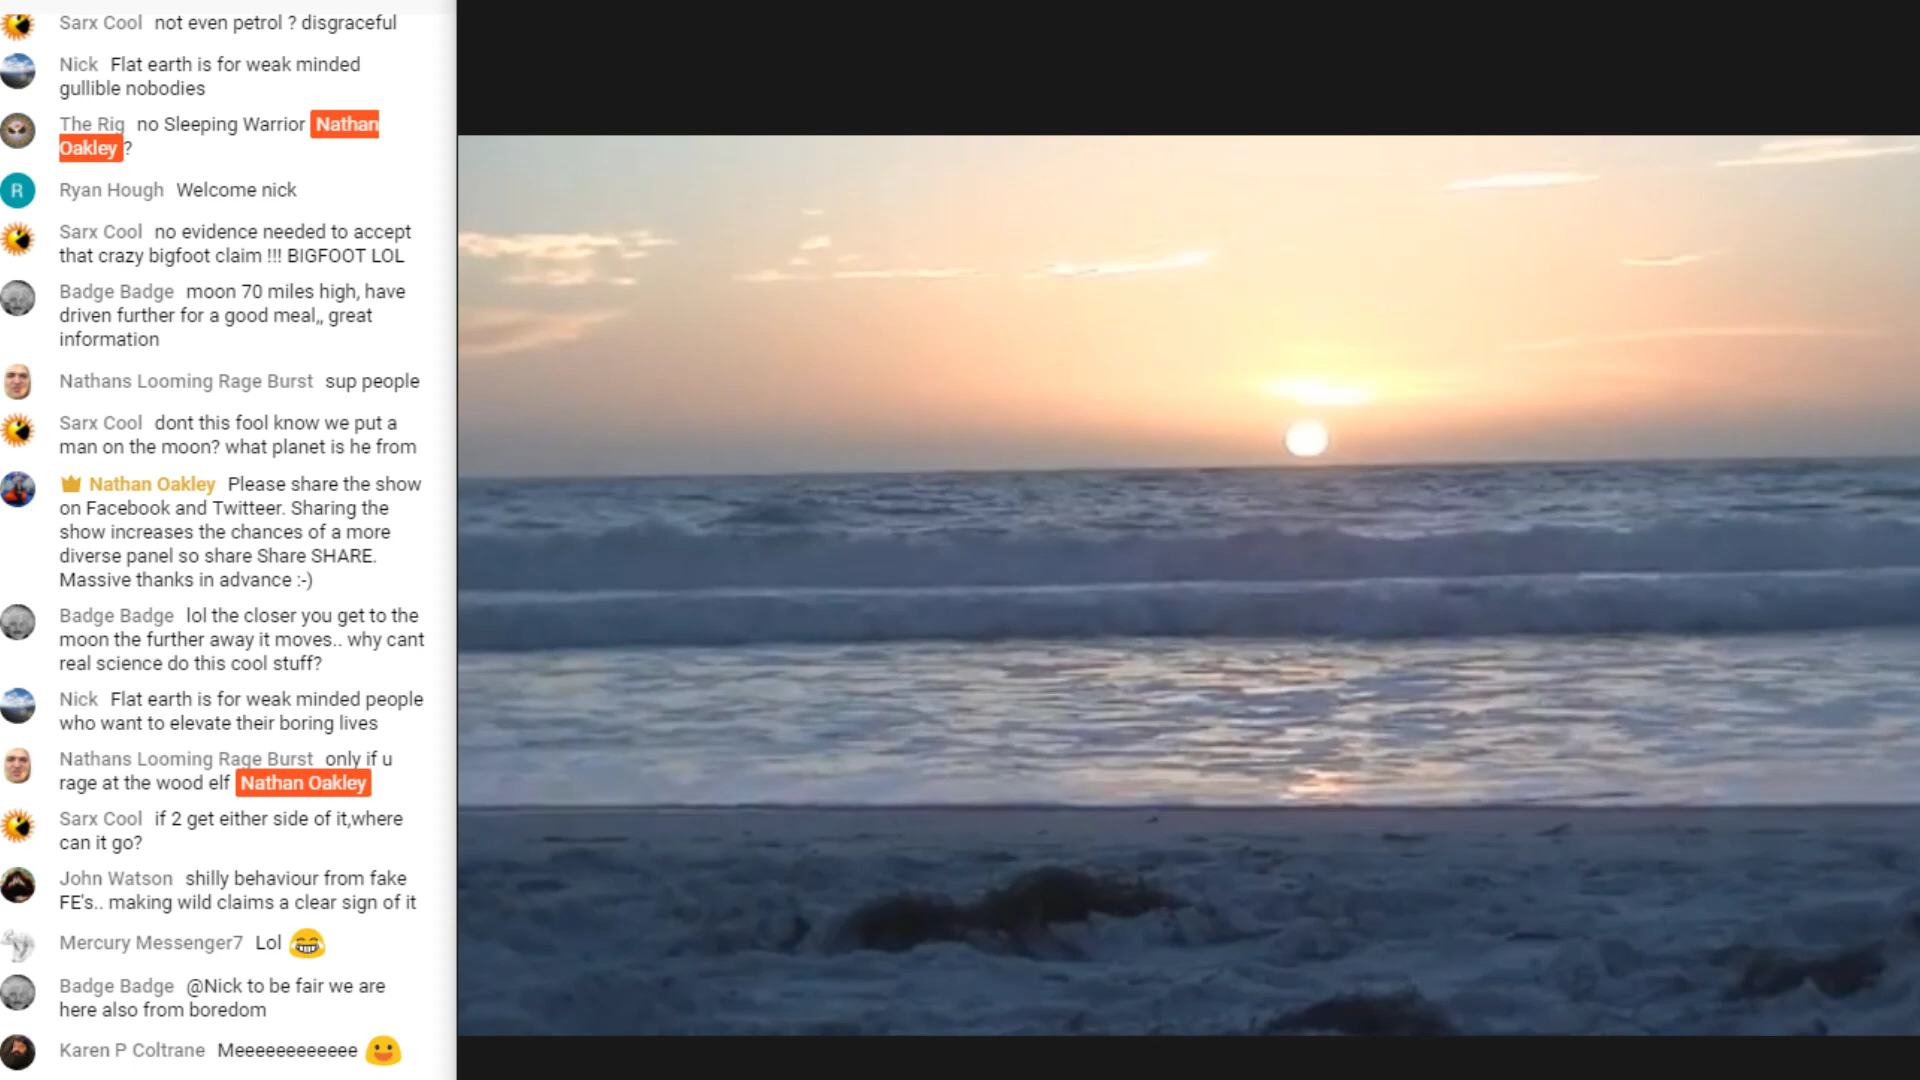 Sarx Cool not even petrol ? disgraceful
Nick Flat earth is for weak minded
gullible nobodies
The Rig no Sleeping Warrior Nathan
Oakley ?
R Ryan Hough Welcome nick
Sarx Cool no evidence needed to accept
that crazy bigfoot claim !!! BIGFOOT LOL
Badge Badge moon 70 miles high, have
driven further for a good meal,, great
information
Nathans Looming Rage Burst sup people
Sarx Cool dont this fool know we put a
man on the moon? what planet is he from
Nathan Oakley Please share the show
on Facebook and Twitteer. Sharing the
show increases the chances of a more
diverse panel so share Share SHARE.
Massive thanks in advance :-)
Badge Badge lol the closer you get to the
moon the further away it moves.. why cant
real science do this cool stuff?
Nick Flat earth is for weak minded people
who want to elevate their boring lives
Nathans Looming Rage Burst only if u
rage at the wood elf Nathan Oakley
Sarx Cool if 2 get either side of it,where
can it go?
John Watson shilly behaviour from fake
FE's.. making wild claims a clear sign of it
Mercury Messenger7 Lol 😂
Badge Badge @Nick to be fair we are
here also from boredom
Karen P Coltrane Meeeeeeeeeeee 😀